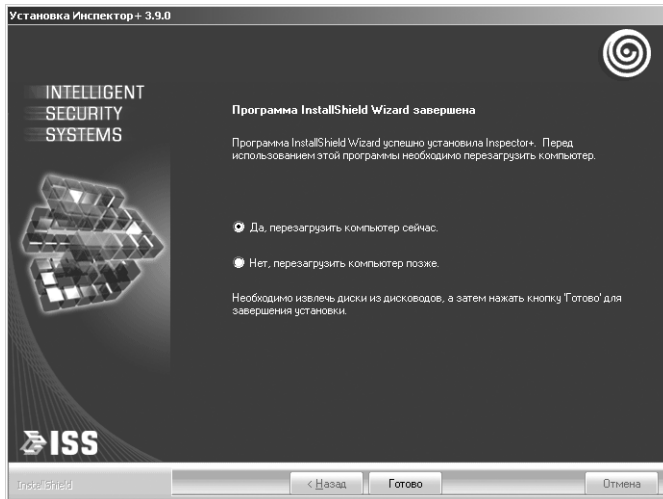 Установка Инспектор+ 3.9.0
INTELLIGENT
SECURITY
SYSTEMS
Программа InstallShield Wizard завершена
Программа InstallShield Wizard успешно установила Inspector+. Перед
использованием этой программы необходимо перезагрузить компьютер.
Да, перезагрузить компьютер сейчас.
Нет, перезагрузить компьютер позже.
Необходимо извлечь диски из дисководов, а затем нажать кнопку 'Готово' для
завершения установки.
ISS
InstallShield
< Назад
Готово
Отмена